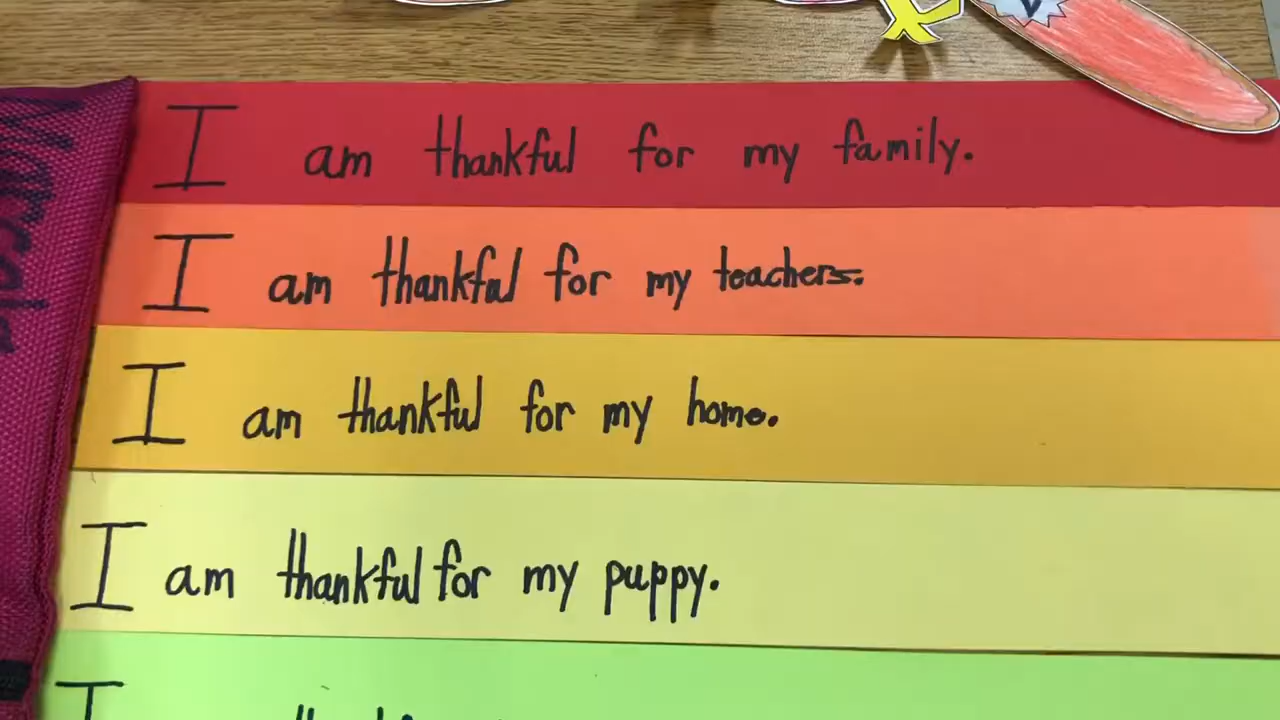 I am thankful for my family.
I am thankful for my teachers.
I am thankful for my home.
I am thankful for my puppy.
I